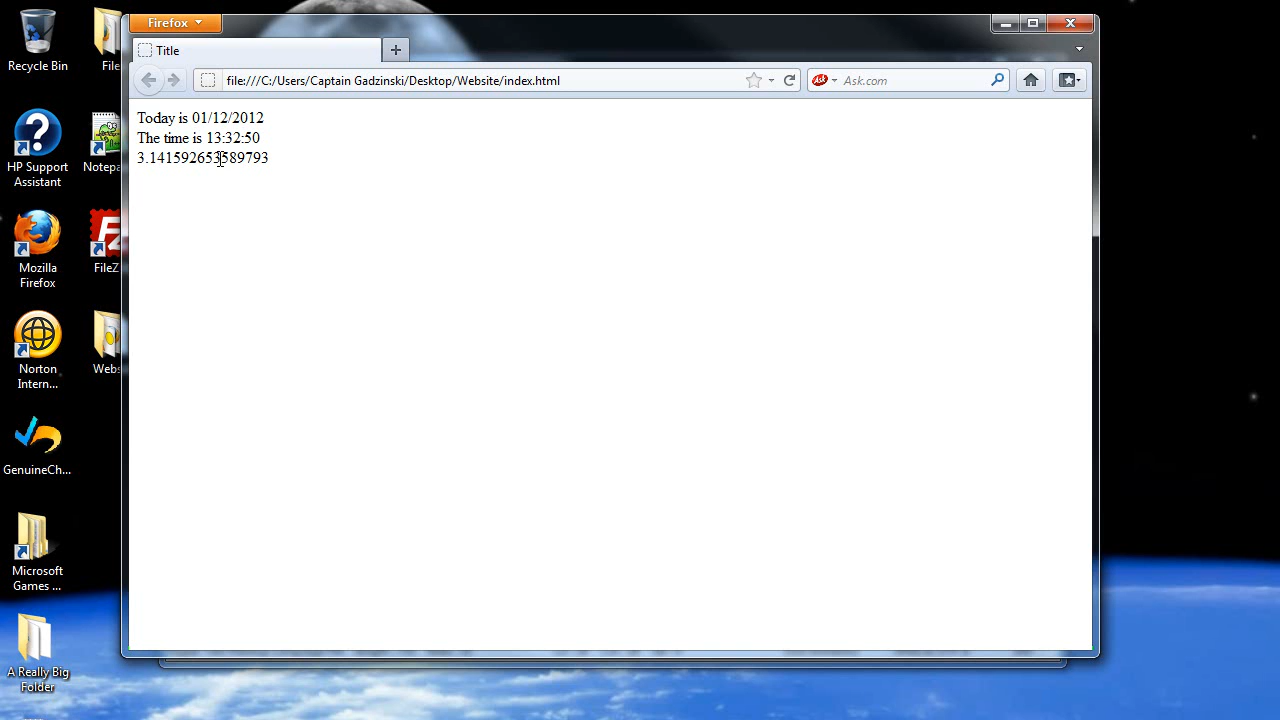 Recycle Bin
File
HP Support
Assistant
Notepa
Mozilla
Firefox
FileZ
Norton
Intern...
Webs
GenuineCh...
Microsoft
Games ...
A Really Big
Folder
Firefox
Title
file:///C:/Users/Captain Gadzinski/Desktop/Website/index.html
Ask Ask.com
Today is 01/12/2012
The time is 13:32:50
3.141592653589793